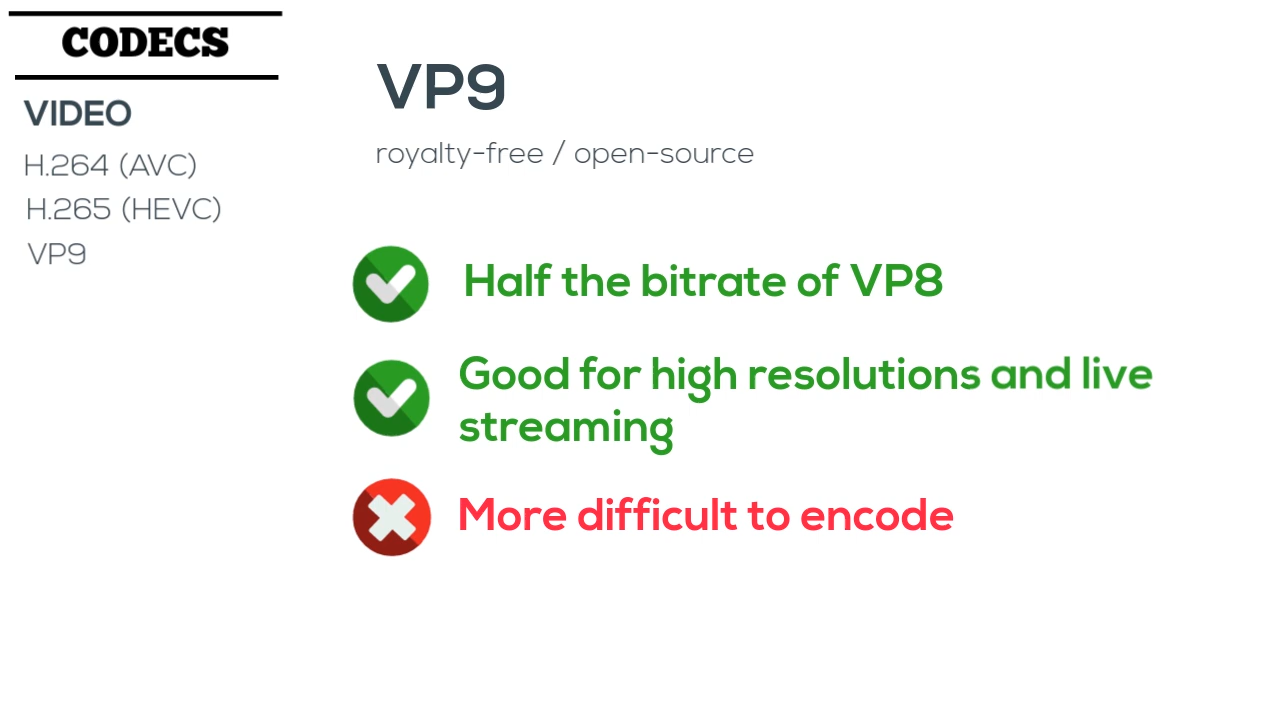 CODECS
VIDEO
H.264 (AVC)
H.265 (HEVC)
VP9
VP9
royalty-free / open-source
Half the bitrate of VP8
Good for high resolutions and live
streaming
More difficult to encode